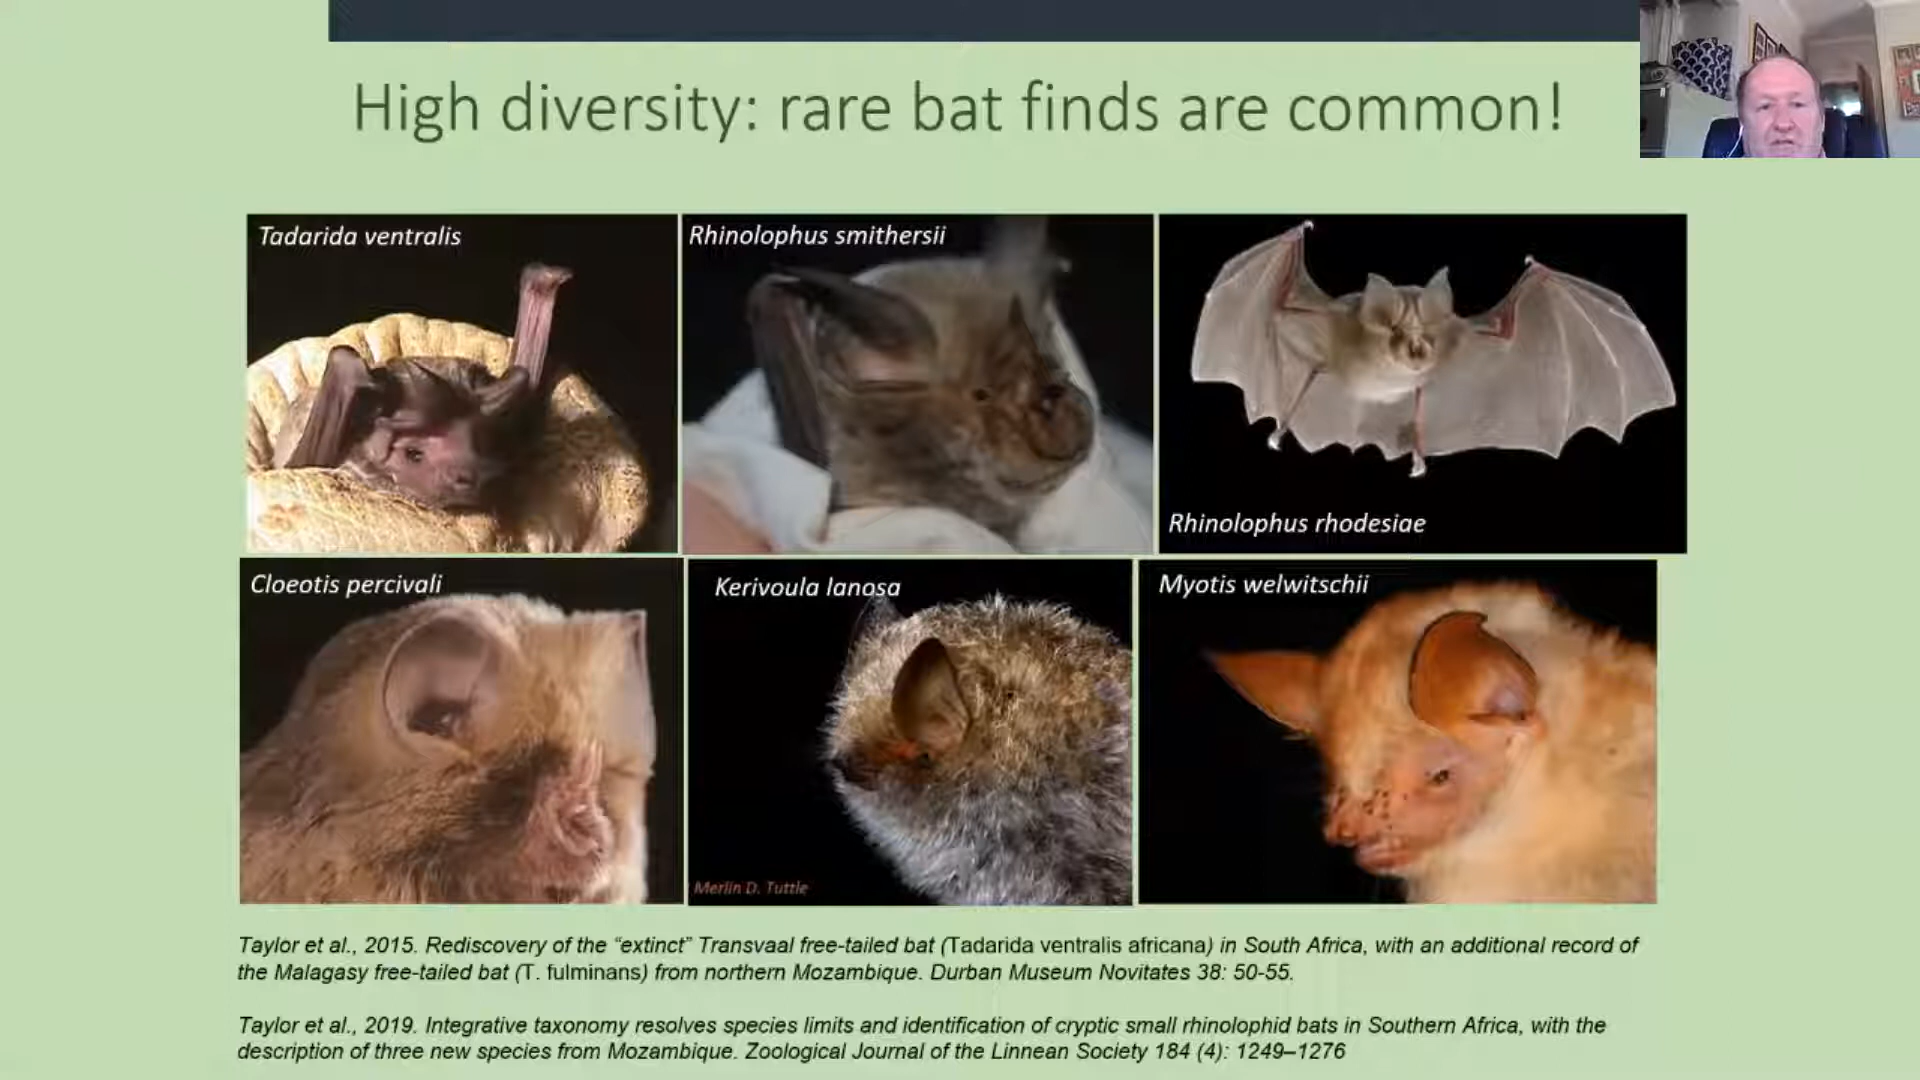 High diversity: rare bat finds are common!
Tadarida ventralis
Rhinolophus smithersii
Rhinolophus rhodesiae
Cloeotis percivali
Kerivoula lanosa
Myotis welwitschii
Merlin D. Tuttle
Taylor et al., 2015. Rediscovery of the “extinct” Transvaal free-tailed bat (Tadarida ventralis africana) in South Africa, with an additional record of
the Malagasy free-tailed bat (T. fulminans) from northern Mozambique. Durban Museum Novitates 38: 50-55.
Taylor et al., 2019. Integrative taxonomy resolves species limits and identification of cryptic small rhinolophid bats in Southern Africa, with the
description of three new species from Mozambique. Zoological Journal of the Linnean Society 184 (4): 1249–1276